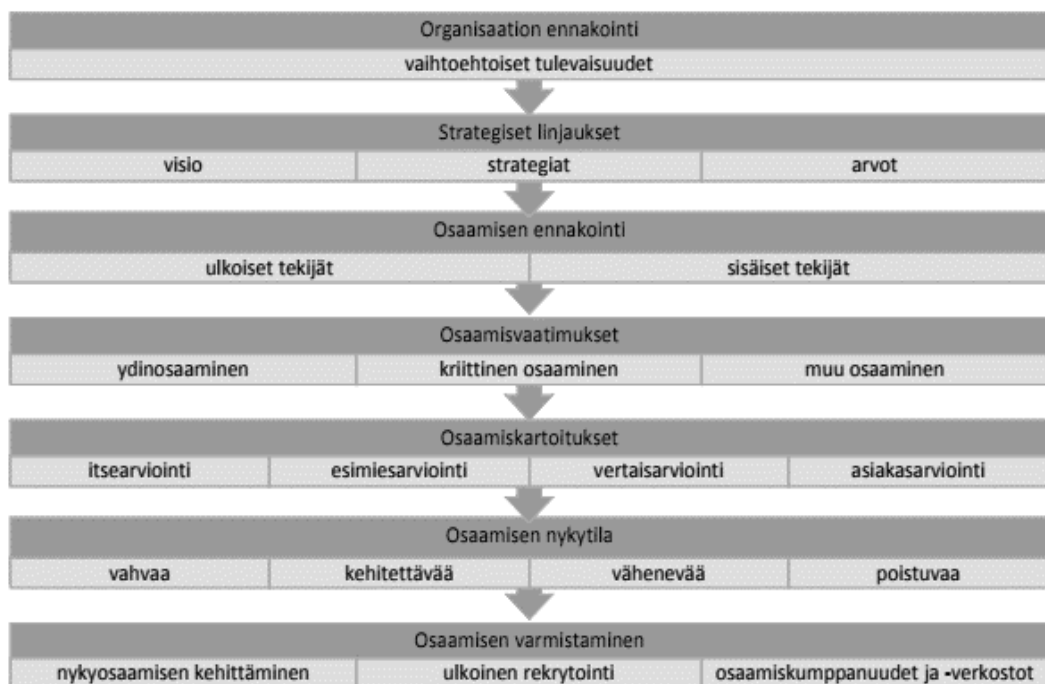 Organisaation ennakointi
vaihtoehtoiset tulevaisuudet
Strategiset linjaukset
visio strategiat arvot
Osaamisen ennakointi
ulkoiset tekijät sisäiset tekijät
Osaamisvaatimukset
ydinosaaminen kriittinen osaaminen muu osaaminen
Osaamiskartoitukset
itsearviointi esimiesarviointi vertaisarviointi asiakasarviointi
Osaamisen nykytila
vahvaa kehitettävää vähenevää poistuvaa
Osaamisen varmistaminen
nykyosaamisen kehittäminen ulkoinen rekrytointi osaamiskumppanuudet ja -verkostot